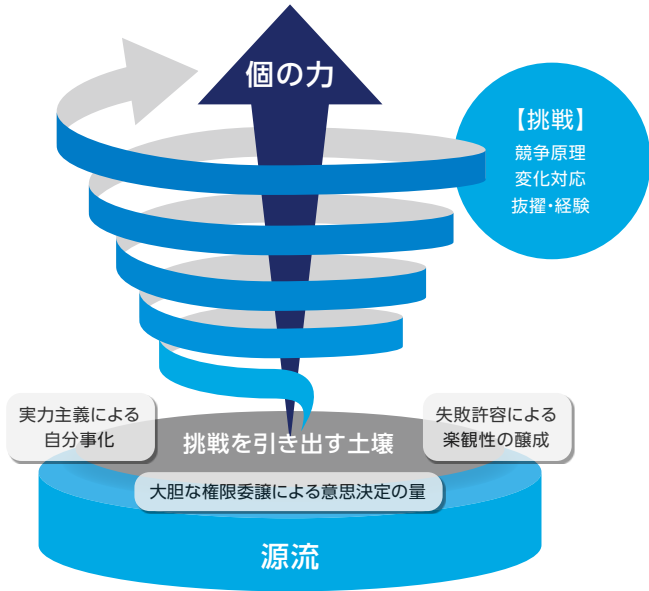 個の力
【挑戦】
競争原理
変化対応
抜擢・経験
実力主義による
自分事化
失敗許容による
楽観性の醸成
挑戦を引き出す土壌
大胆な権限委譲による意思決定の量
源流